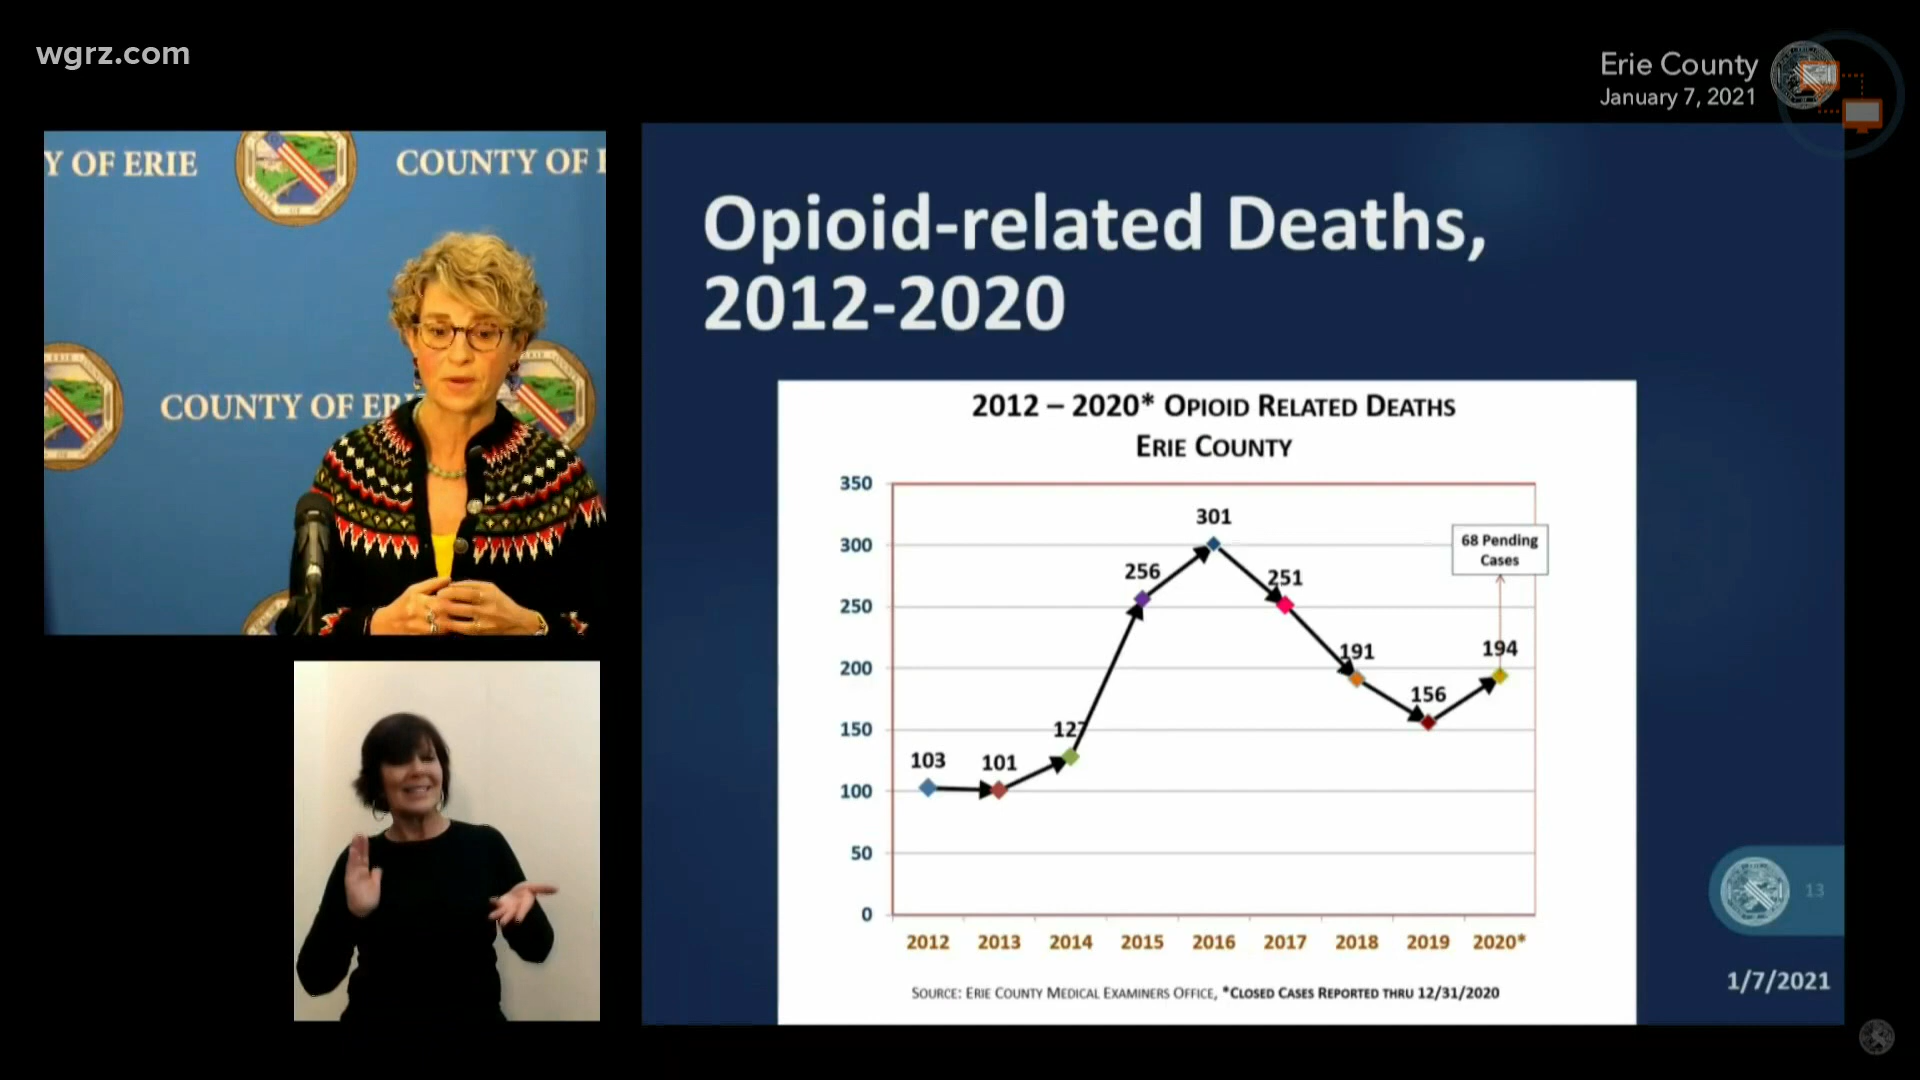 wgrz.com
Erie County
January 7, 2021
Y OF ERIE
COUNTY OF E
COUNTY OF ERI
Opioid-related Deaths,
2012-2020
2012 – 2020* OPIOID RELATED DEATHS
ERIE COUNTY
350
300
250
200
150
100
50
0
103
101
127
256
301
251
191
156
194
68 Pending
Cases
2012 2013 2014 2015 2016 2017 2018 2019 2020*
SOURCE: ERIE COUNTY MEDICAL EXAMINERS OFFICE, *CLOSED CASES REPORTED THRU 12/31/2020
13
1/7/2021